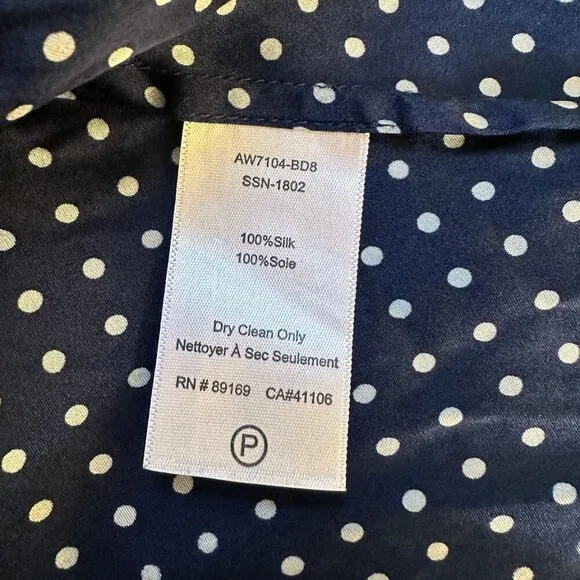 AW7104-BD8
SSN-1802
100%Silk
100%Soie
Dry Clean Only
Nettoyer À Sec Seulement
RN # 89169 CA#41106
P